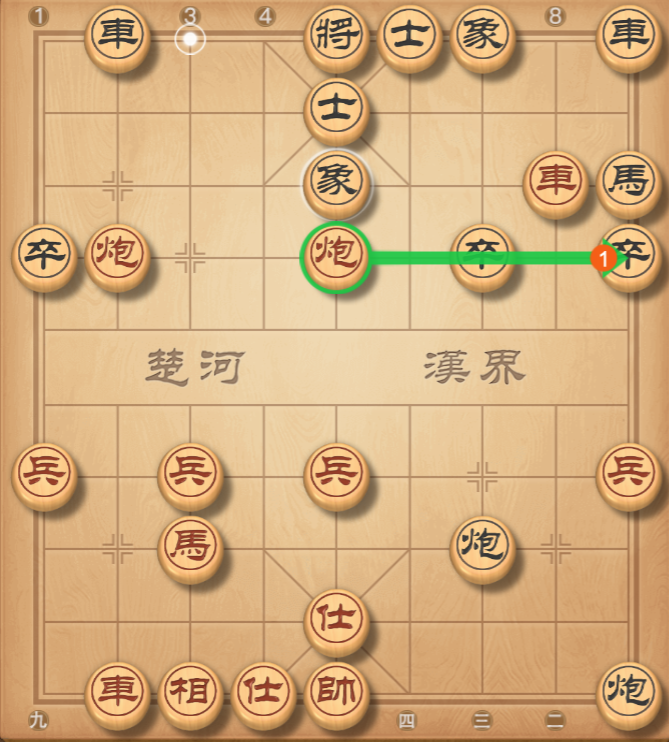 1 3 4 8
車 將 士 象 車
士
象 車 馬
卒 炮 炮 卒 1 卒
楚河 漢界
兵 兵 兵 兵
馬 炮
仕
車 相 仕 帥 炮
九 四 三 二